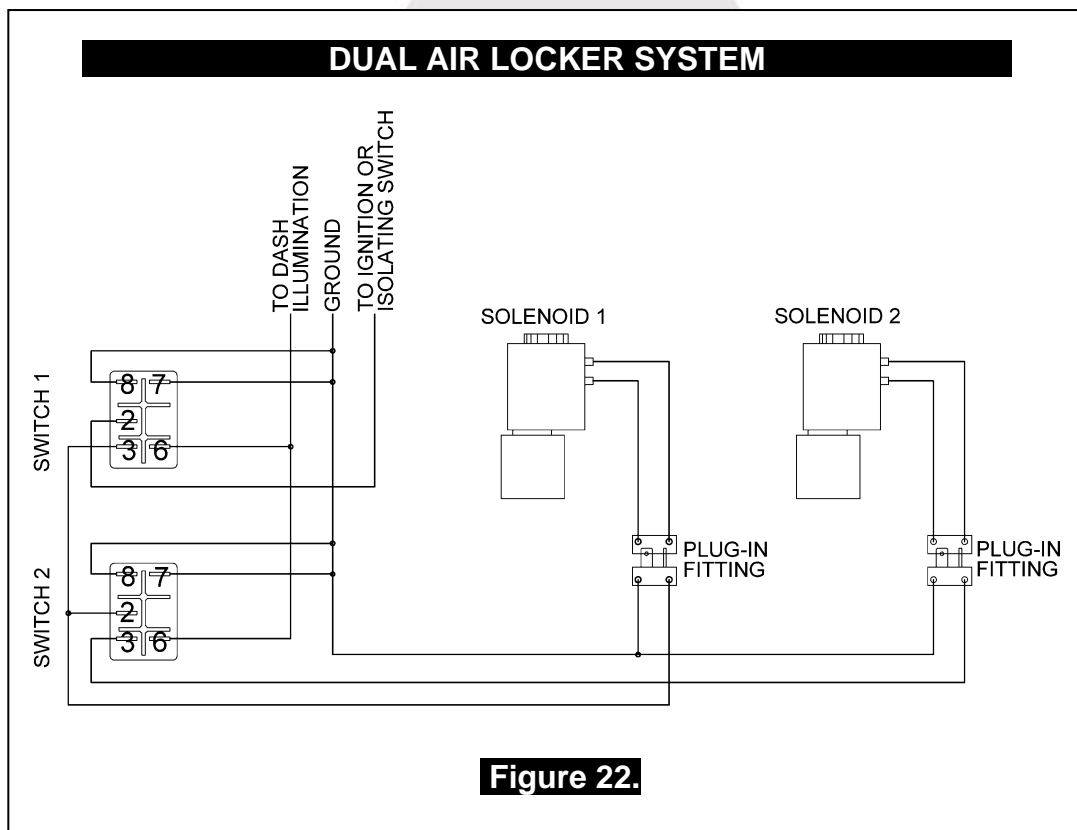 DUAL AIR LOCKER SYSTEM
TO DASH
ILLUMINATION
GROUND
TO IGNITION OR
ISOLATING SWITCH
SOLENOID 1
SOLENOID 2
SWITCH 1
8 7
2
3 6
SWITCH 2
8 7
2
3 6
PLUG-IN
FITTING
PLUG-IN
FITTING
Figure 22.